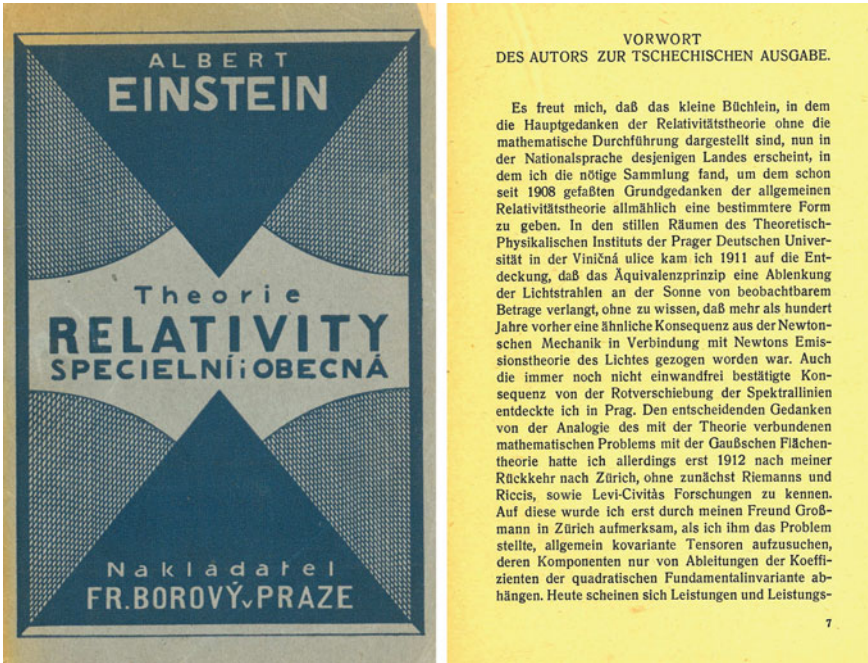 ALBERT
EINSTEIN
Theorie
RELATIVITY
SPECIELNÍ i OBECNÁ
Nakladatel
FR. BOROVÝ v PRAZE
VORWORT
DES AUTORS ZUR TSCHECHISCHEN AUSGABE.
Es freut mich, daß das kleine Büchlein, in dem
die Hauptgedanken der Relativitätstheorie ohne die
mathematische Durchführung dargestellt sind, nun in
der Nationalsprache desjenigen Landes erscheint, in
dem ich die nötige Sammlung fand, um dem schon
seit 1908 gefaßten Grundgedanken der allgemeinen
Relativitätstheorie allmählich eine bestimmtere Form
zu geben. In den stillen Räumen des Theoretisch-
Physikalischen Instituts der Prager Deutschen Univer-
sität in der Viničná ulice kam ich 1911 auf die Ent-
deckung, daß das Äquivalenzprinzip eine Ablenkung
der Lichtstrahlen an der Sonne von beobachtbarem
Betrage verlangt, ohne zu wissen, daß mehr als hundert
Jahre vorher eine ähnliche Konsequenz aus der Newton-
schen Mechanik in Verbindung mit Newtons Emis-
sionstheorie des Lichtes gezogen worden war. Auch
die immer noch nicht einwandfrei bestätigte Kon-
sequenz von der Rotverschiebung der Spektrallinien
entdeckte ich in Prag. Den entscheidenden Gedanken
von der Analogie des mit der Theorie verbundenen
mathematischen Problems mit der Gaußschen Flächen-
theorie hatte ich allerdings erst 1912 nach meiner
Rückkehr nach Zürich, ohne zunächst Riemanns und
Riccis, sowie Levi-Civitàs Forschungen zu kennen.
Auf diese wurde ich erst durch meinen Freund Groß-
mann in Zürich aufmerksam, als ich ihm das Problem
stellte, allgemein kovariante Tensoren aufzusuchen,
deren Komponenten nur von Ableitungen der Koeffi-
zienten der quadratischen Fundamentalinvariante ab-
hängen. Heute scheinen sich Leistungen und Leistungs-
7